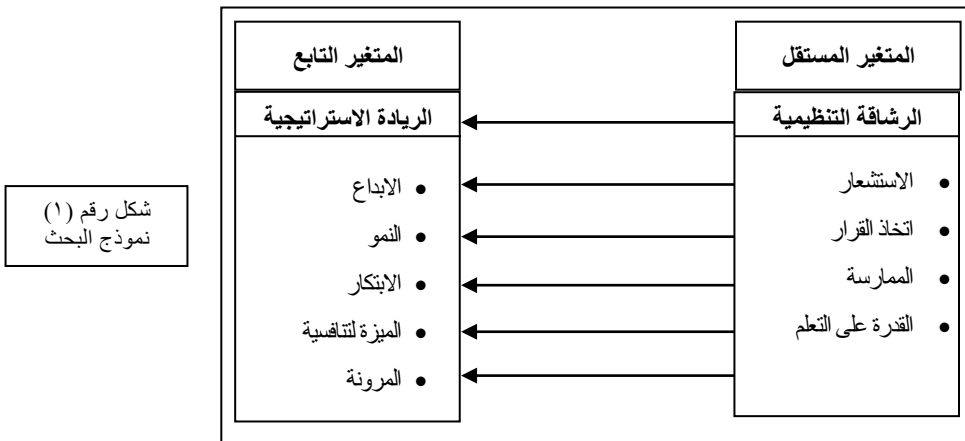 المتغير المستقل
الرشاقة التنظيمية
• الاستشعار
• اتخاذ القرار
• الممارسة
• القدرة على التعلم
المتغير التابع
الريادة الاستراتيجية
• الابداع
• النمو
• الابتكار
• الميزة لتنافسية
• المرونة
شكل رقم (١)
نموذج البحث